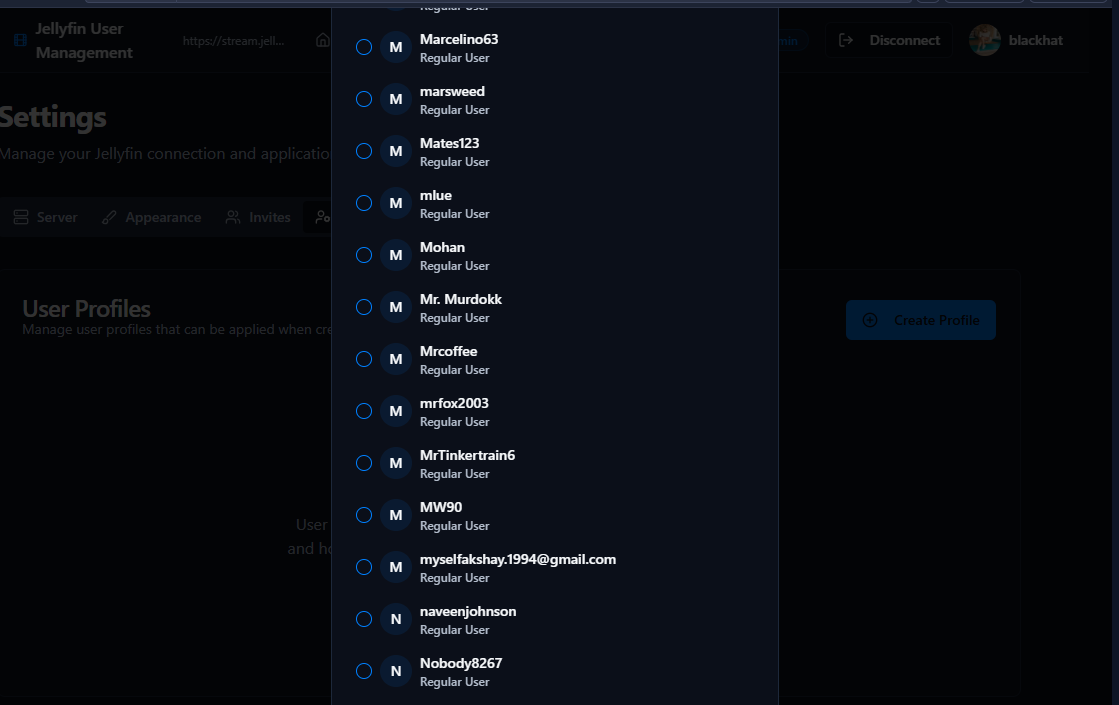 Regular User
Jellyfin User
Management
https://stream.jell...
min
Disconnect
blackhat
Settings
Manage your Jellyfin connection and applicatio
Server
Appearance
Invites
User Profiles
Manage user profiles that can be applied when cre
Create Profile
User
and ho
M
Marcelino63
Regular User
M
marsweed
Regular User
M
Mates123
Regular User
M
mlue
Regular User
M
Mohan
Regular User
M
Mr. Murdokk
Regular User
M
Mrcoffee
Regular User
M
mrfox2003
Regular User
M
MrTinkertrain6
Regular User
M
MW90
Regular User
M
myselfakshay.1994@gmail.com
Regular User
N
naveenjohnson
Regular User
N
Nobody8267
Regular User